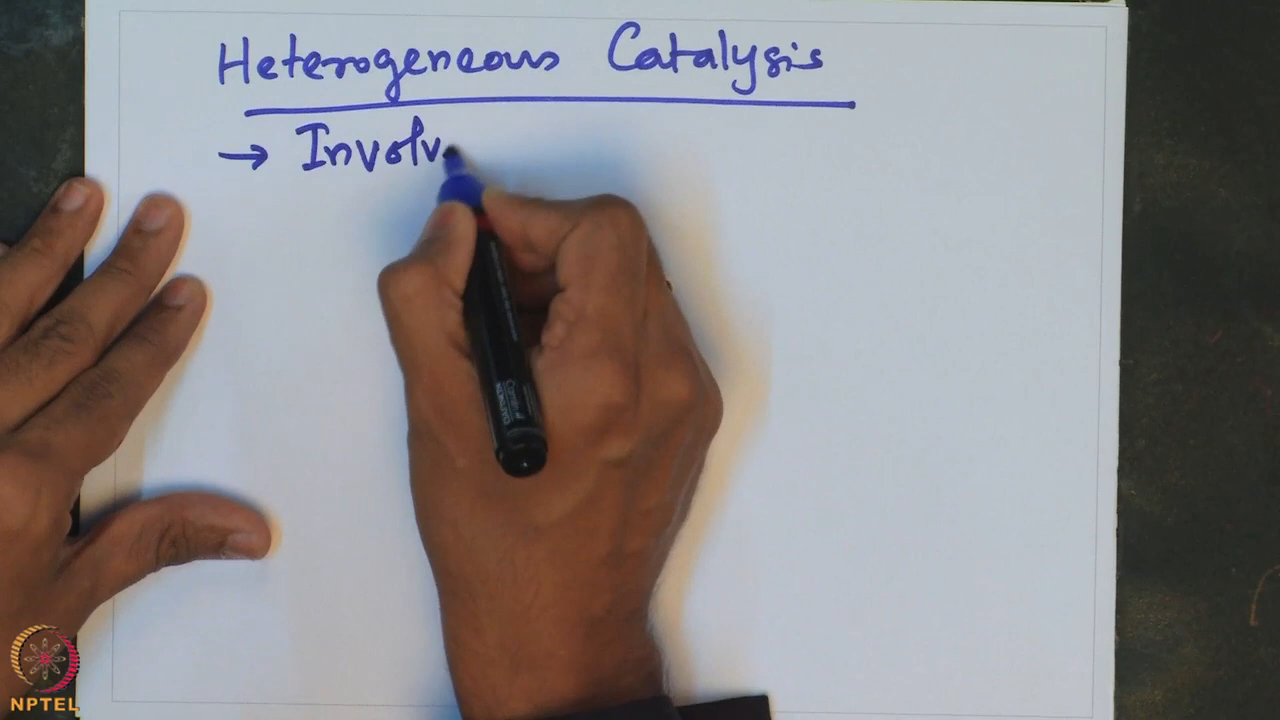 Heterogeneous Catalysis
→ Involv
NPTEL